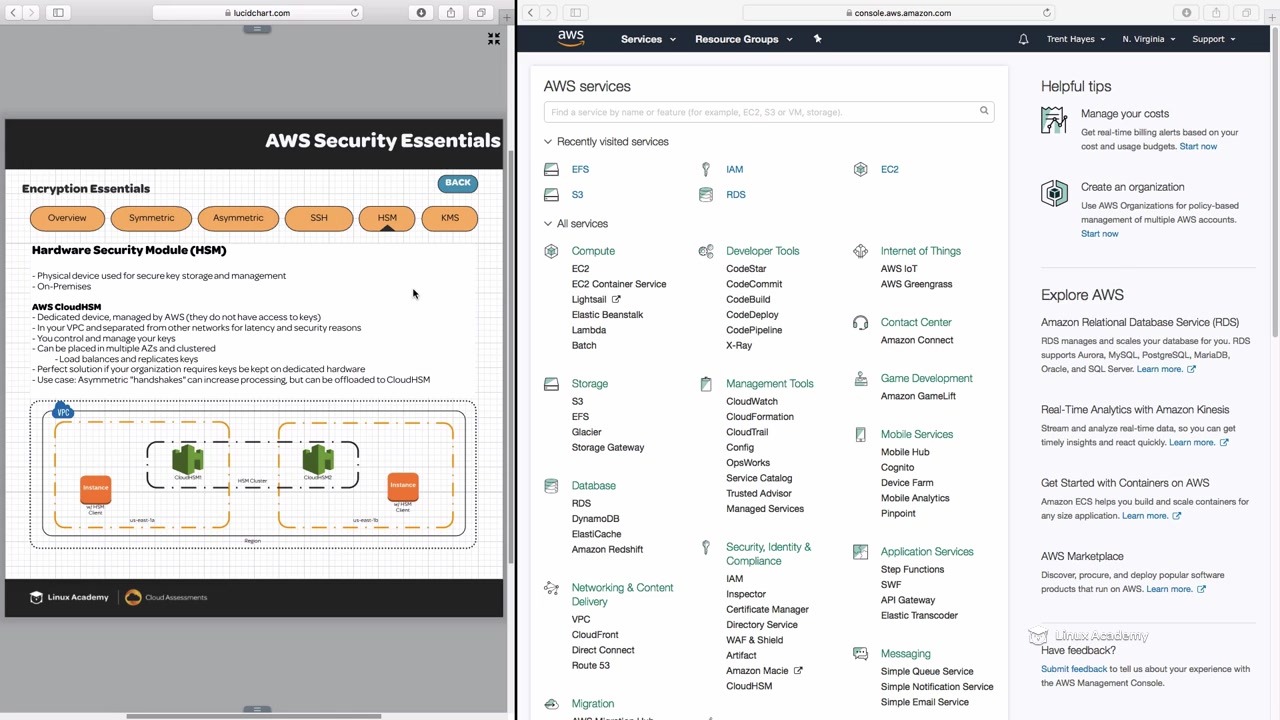 lucidchart.com
AWS Security Essentials
Encryption Essentials
BACK
Overview
Symmetric
Asymmetric
SSH
HSM
KMS
Hardware Security Module (HSM)
- Physical device used for secure key storage and management
- On-Premises
AWS CloudHSM
- Dedicated device, managed by AWS (they do not have access to keys)
- In your VPC and separated from other networks for latency and security reasons
- You control and manage your keys
- Can be placed in multiple AZs and clustered
- Load balances and replicates keys
- Perfect solution if your organization requires keys be kept on dedicated hardware
- Use case: Asymmetric "handshakes" can increase processing, but can be offloaded to CloudHSM
VPC
CloudHSM1
CloudHSM2
HSM Cluster
Instance
w/ HSM
Client
Instance
w/ HSM
Client
us-east-1a
us-east-1b
Region
Linux Academy
Cloud Assessments
console.aws.amazon.com
aws
Services
Resource Groups
Trent Hayes
N. Virginia
Support
AWS services
Find a service by name or feature (for example, EC2, S3 or VM, storage).
Recently visited services
EFS
IAM
EC2
S3
RDS
All services
Compute
EC2
EC2 Container Service
Lightsail
Elastic Beanstalk
Lambda
Batch
Storage
S3
EFS
Glacier
Storage Gateway
Database
RDS
DynamoDB
ElastiCache
Amazon Redshift
Networking & Content
Delivery
VPC
CloudFront
Direct Connect
Route 53
Migration
AWS Migration Hub
Developer Tools
CodeStar
CodeCommit
CodeBuild
CodeDeploy
CodePipeline
X-Ray
Management Tools
CloudWatch
CloudFormation
CloudTrail
Config
OpsWorks
Service Catalog
Trusted Advisor
Managed Services
Security, Identity &
Compliance
IAM
Inspector
Certificate Manager
Directory Service
WAF & Shield
Artifact
Amazon Macie
CloudHSM
Internet of Things
AWS IoT
AWS Greengrass
Contact Center
Amazon Connect
Game Development
Amazon GameLift
Mobile Services
Mobile Hub
Cognito
Device Farm
Mobile Analytics
Pinpoint
Application Services
Step Functions
SWF
API Gateway
Elastic Transcoder
Messaging
Simple Queue Service
Simple Notification Service
Simple Email Service
Helpful tips
Manage your costs
Get real-time billing alerts based on your
cost and usage budgets. Start now
Create an organization
Use AWS Organizations for policy-based
management of multiple AWS accounts.
Start now
Explore AWS
Amazon Relational Database Service (RDS)
RDS manages and scales your database for you. RDS
supports Aurora, MySQL, PostgreSQL, MariaDB,
Oracle, and SQL Server. Learn more.
Real-Time Analytics with Amazon Kinesis
Stream and analyze real-time data, so you can get
timely insights and react quickly. Learn more.
Get Started with Containers on AWS
Amazon ECS helps you build and scale containers for
any size application. Learn more.
AWS Marketplace
Discover, procure, and deploy popular software
products that run on AWS. Learn more.
Linux Academy
Have feedback?
Submit feedback to tell us about your experience with
the AWS Management Console.